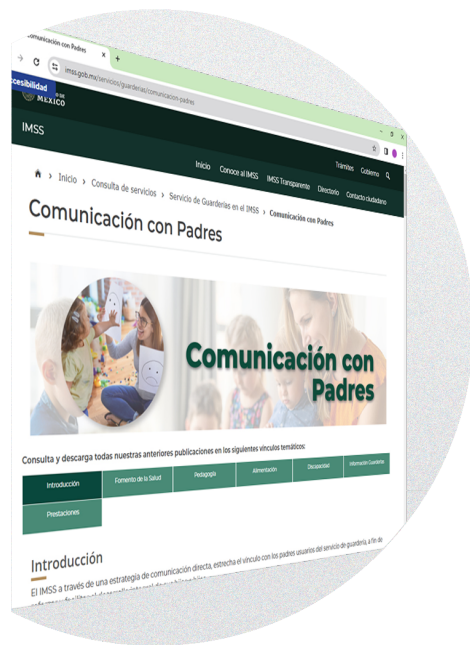 Comunicación con Padres
imss.gob.mx/servicios/guarderias/comunicacion-padres
MÉXICO
IMSS
Trámites Gobierno
Inicio Conoce al IMSS IMSS Transparente Directorio Contacto ciudadano
Inicio > Consulta de servicios > Servicio de Guarderías en el IMSS > Comunicación con Padres
Comunicación con Padres
Comunicación con
Padres
Consulta y descarga todas nuestras anteriores publicaciones en los siguientes vínculos temáticos:
Introducción Fomento de la Salud Pedagogía Alimentación Discapacidad Información Guarderías
Prestaciones
Introducción
El IMSS a través de una estrategia de comunicación directa, estrecha el vínculo con los padres usuarios del servicio de guardería, a fin de